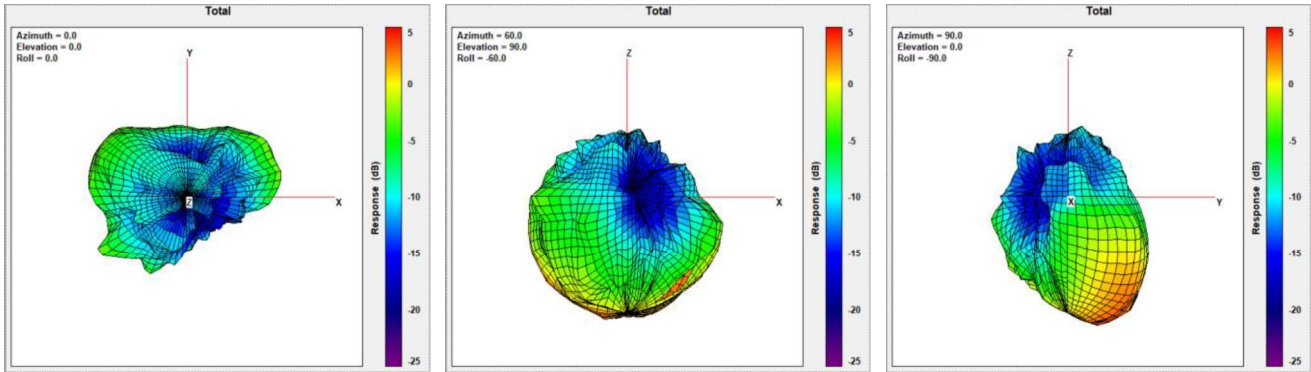 Total
Azimuth = 0.0
Elevation = 0.0
Roll = 0.0
Y
Z
X
5
0
-5
-10
-15
-20
-25
Response (dB)
Total
Azimuth = 60.0
Elevation = 90.0
Roll = -60.0
Z
X
5
0
-5
-10
-15
-20
-25
Response (dB)
Total
Azimuth = 90.0
Elevation = 0.0
Roll = -90.0
Z
X
Y
5
0
-5
-10
-15
-20
-25
Response (dB)